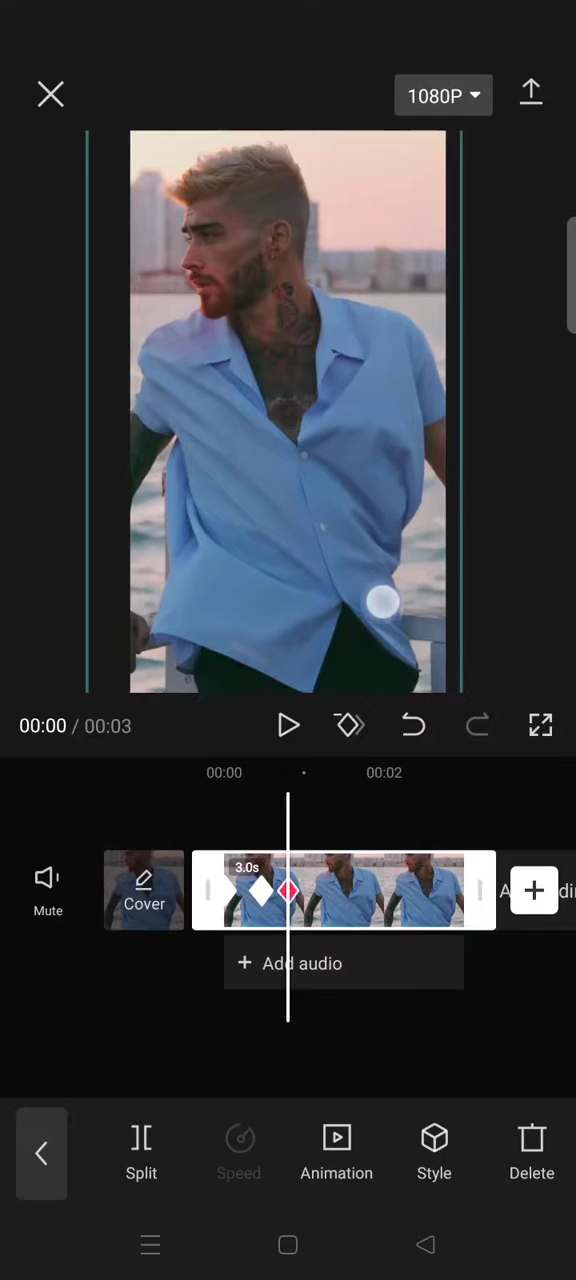 1080P
00:00 / 00:03
00:00 00:02
3.0s
Mute
Cover
A
di
+ Add audio
Split
Speed
Animation
Style
Delete